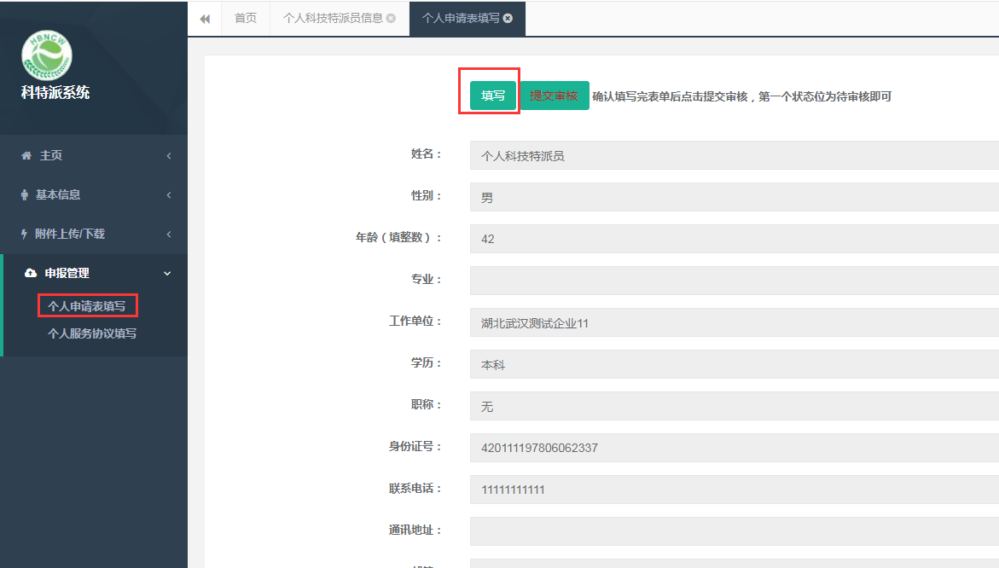 HBNCW
科特派系统
主页
基本信息
附件上传/下载
申报管理
个人申请表填写
个人服务协议填写
首页 个人科技特派员信息 个人申请表填写
填写 提交审核 确认填写完表单后点击提交审核，第一个状态位为待审核即可
姓名： 个人科技特派员
性别： 男
年龄（填整数）： 42
专业：
工作单位： 湖北武汉测试企业11
学历： 本科
职称： 无
身份证号： 420111197806062337
联系电话： 11111111111
通讯地址：